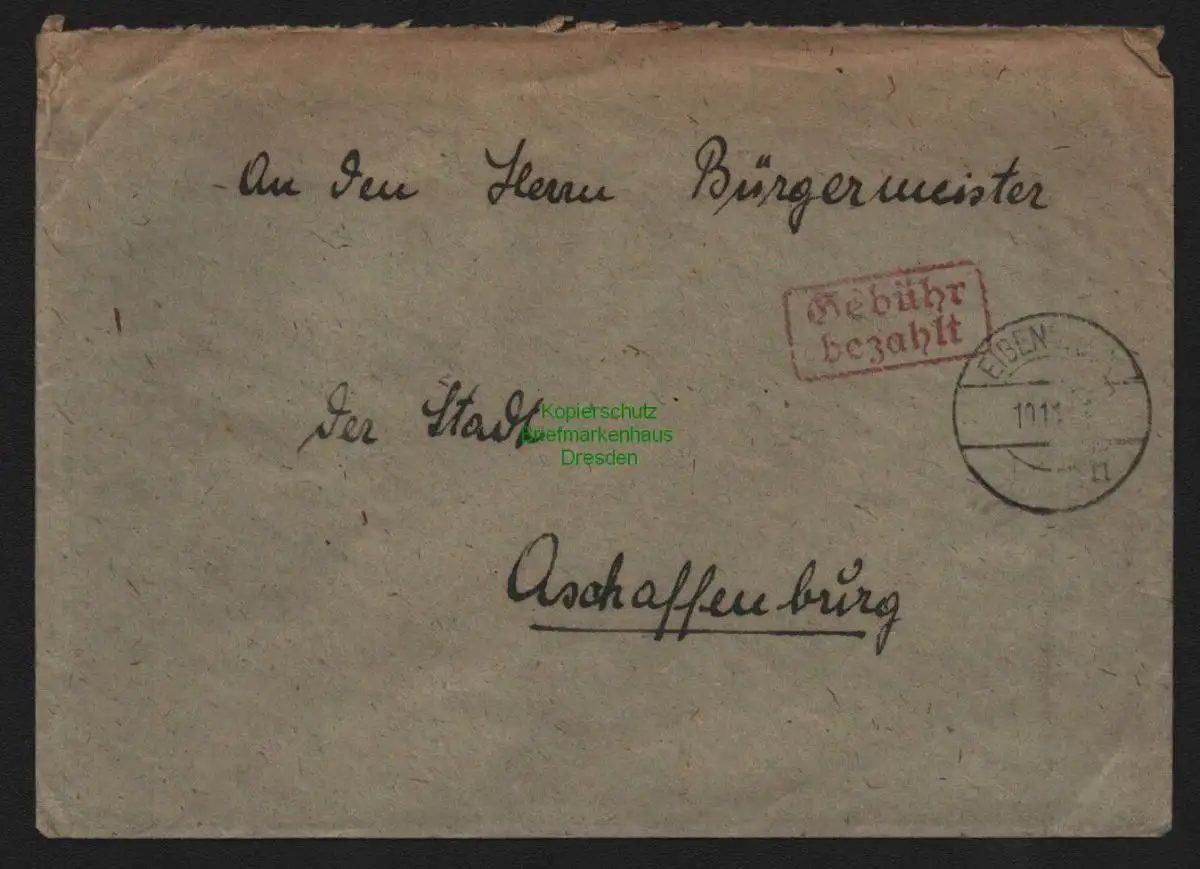 An den Herrn Bürgermeister
Gebühr
bezahlt
der Stadt
Kopierschutz
Briefmarkenhaus
Dresden
Aschaffenburg